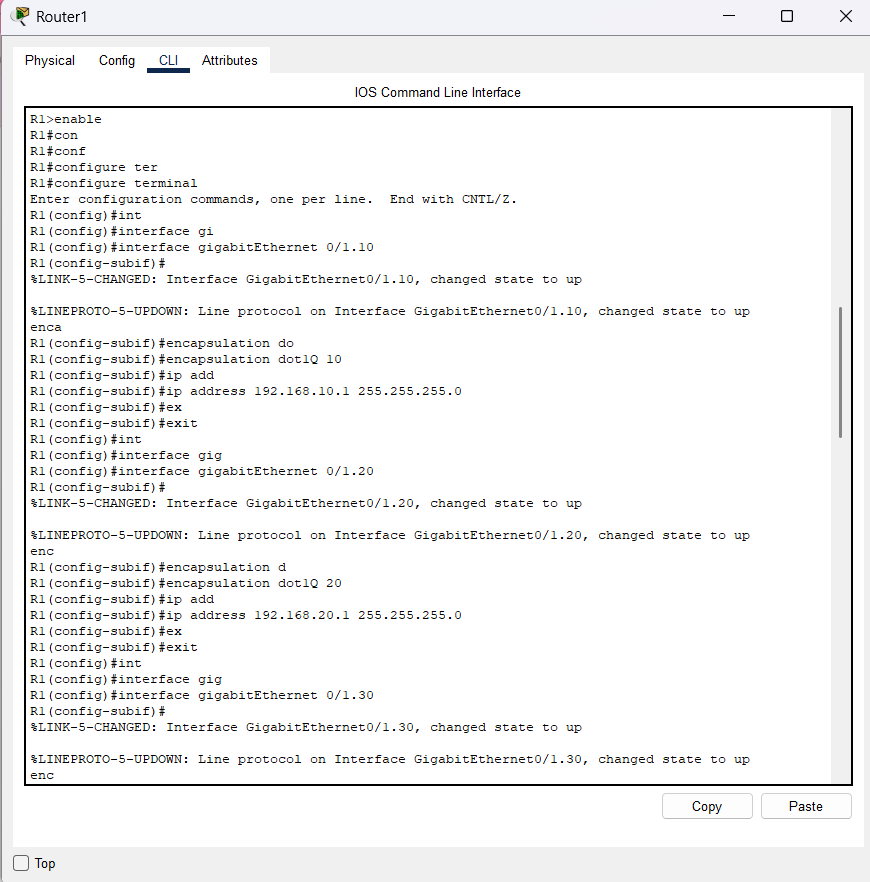 Router1
Physical Config CLI Attributes
IOS Command Line Interface
R1>enable
R1#con
R1#conf
R1#configure ter
R1#configure terminal
Enter configuration commands, one per line.  End with CNTL/Z.
R1(config)#int
R1(config)#interface gi
R1(config)#interface gigabitEthernet 0/1.10
R1(config-subif)#
%LINK-5-CHANGED: Interface GigabitEthernet0/1.10, changed state to up
%LINEPROTO-5-UPDOWN: Line protocol on Interface GigabitEthernet0/1.10, changed state to up
enca
R1(config-subif)#encapsulation do
R1(config-subif)#encapsulation dot1Q 10
R1(config-subif)#ip add
R1(config-subif)#ip address 192.168.10.1 255.255.255.0
R1(config-subif)#ex
R1(config-subif)#exit
R1(config)#int
R1(config)#interface gig
R1(config)#interface gigabitEthernet 0/1.20
R1(config-subif)#
%LINK-5-CHANGED: Interface GigabitEthernet0/1.20, changed state to up
%LINEPROTO-5-UPDOWN: Line protocol on Interface GigabitEthernet0/1.20, changed state to up
enc
R1(config-subif)#encapsulation d
R1(config-subif)#encapsulation dot1Q 20
R1(config-subif)#ip add
R1(config-subif)#ip address 192.168.20.1 255.255.255.0
R1(config-subif)#ex
R1(config-subif)#exit
R1(config)#int
R1(config)#interface gig
R1(config)#interface gigabitEthernet 0/1.30
R1(config-subif)#
%LINK-5-CHANGED: Interface GigabitEthernet0/1.30, changed state to up
%LINEPROTO-5-UPDOWN: Line protocol on Interface GigabitEthernet0/1.30, changed state to up
enc
Copy Paste
Top